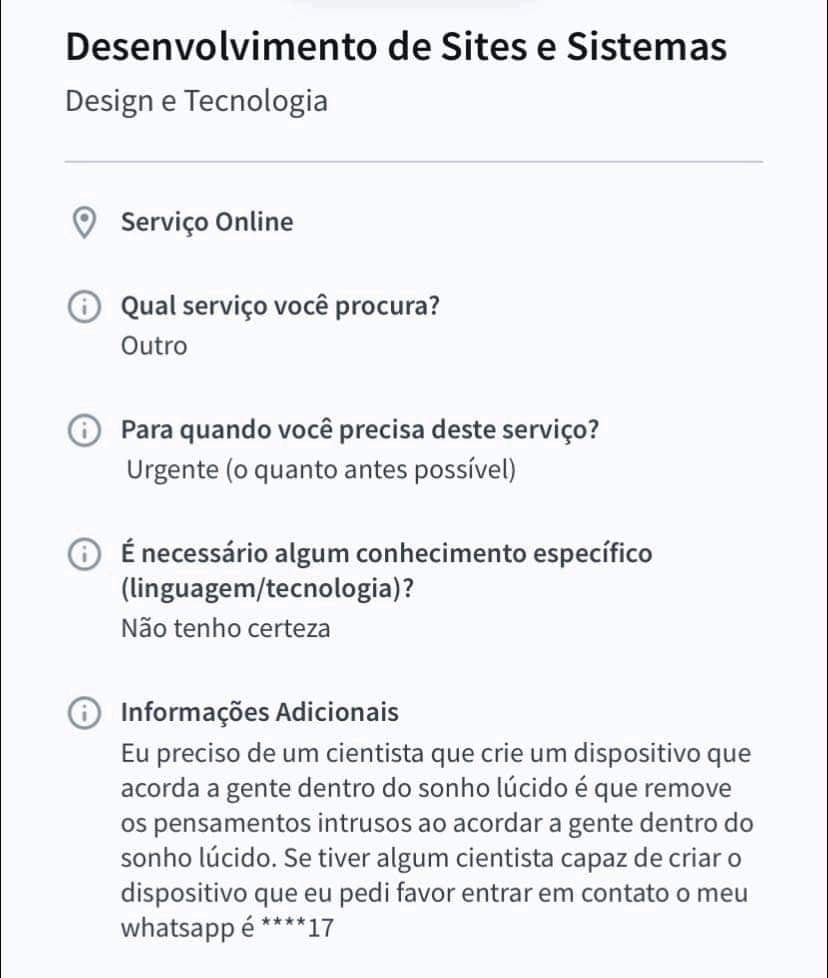 Desenvolvimento de Sites e Sistemas
Design e Tecnologia
Serviço Online
Qual serviço você procura?
Outro
Para quando você precisa deste serviço?
Urgente (o quanto antes possível)
É necessário algum conhecimento específico
(linguagem/tecnologia)?
Não tenho certeza
Informações Adicionais
Eu preciso de um cientista que crie um dispositivo que
acorda a gente dentro do sonho lúcido é que remove
os pensamentos intrusos ao acordar a gente dentro do
sonho lúcido. Se tiver algum cientista capaz de criar o
dispositivo que eu pedi favor entrar em contato o meu
whatsapp é ****17